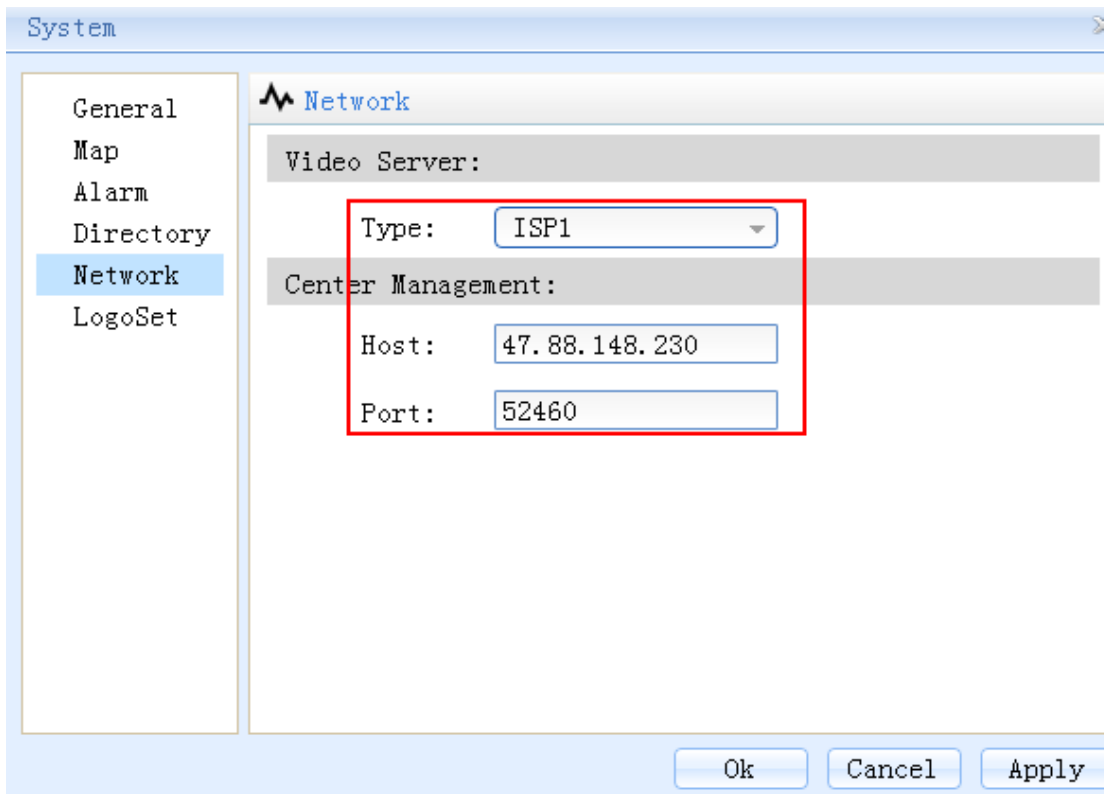 System
General
Map
Alarm
Directory
Network
LogoSet
Network
Video Server:
Type: ISP1
Center Management:
Host: 47.88.148.230
Port: 52460
Ok Cancel Apply